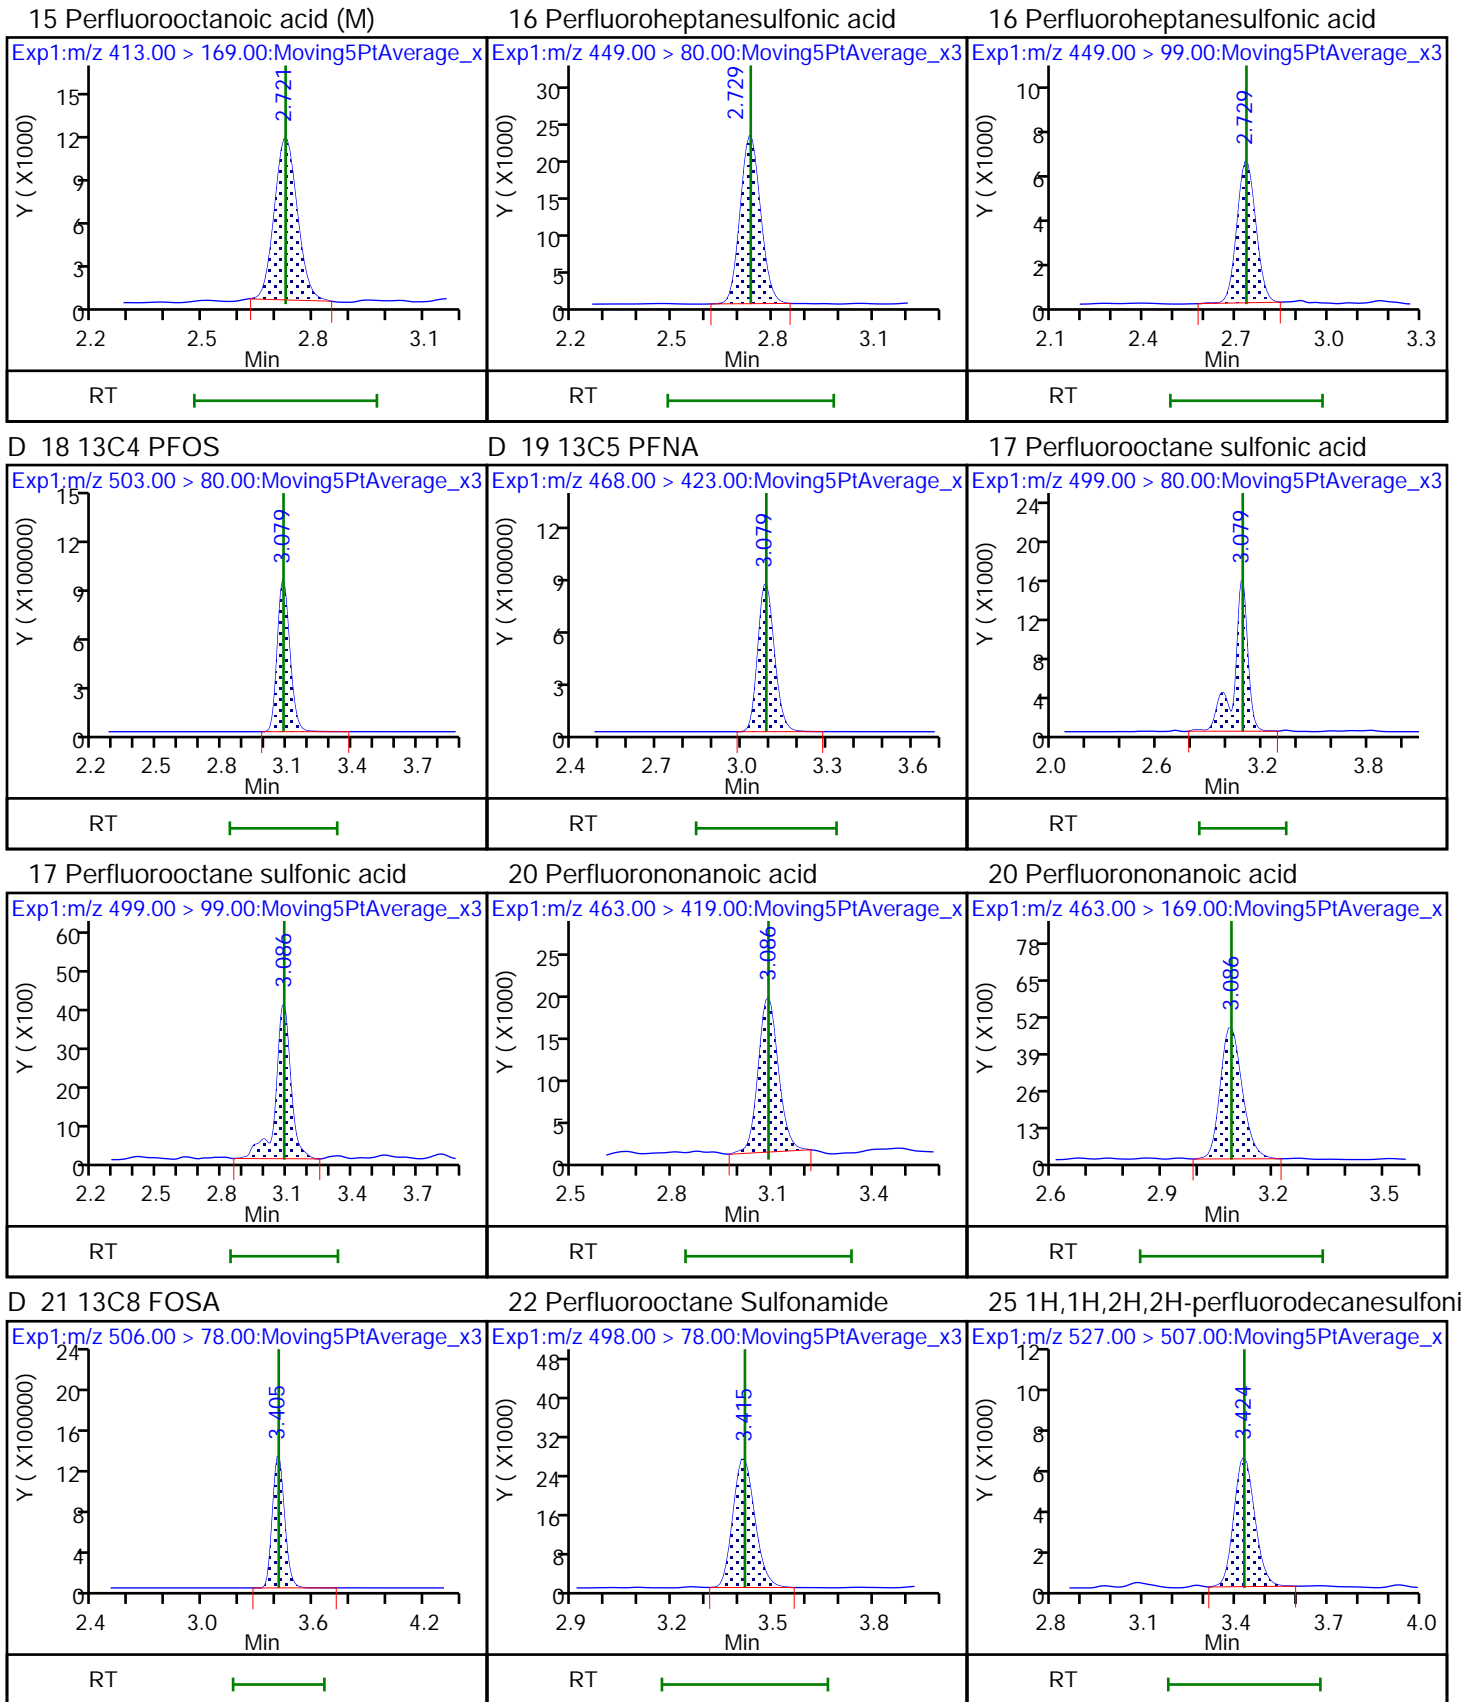 15 Perfluorooctanoic acid (M)
16 Perfluoroheptanesulfonic acid
16 Perfluoroheptanesulfonic acid
Exp1:m/z 413.00 > 169.00:Moving5PtAverage_x
Y ( X1000)
15
12
9
6
3
0
2.721
2.2 2.5 2.8 3.1
Min
RT
Exp1:m/z 449.00 > 80.00:Moving5PtAverage_x3
Y ( X1000)
30
25
20
15
10
5
0
2.729
2.2 2.5 2.8 3.1
Min
RT
Exp1:m/z 449.00 > 99.00:Moving5PtAverage_x3
Y ( X1000)
10
8
6
4
2
0
2.729
2.1 2.4 2.7 3.0 3.3
Min
RT
D 18 13C4 PFOS
D 19 13C5 PFNA
17 Perfluorooctane sulfonic acid
Exp1:m/z 503.00 > 80.00:Moving5PtAverage_x3
Y ( X100000)
15
12
9
6
3
0
3.079
2.2 2.5 2.8 3.1 3.4 3.7
Min
RT
Exp1:m/z 468.00 > 423.00:Moving5PtAverage_x
Y ( X100000)
12
9
6
3
0
3.079
2.4 2.7 3.0 3.3 3.6
Min
RT
Exp1:m/z 499.00 > 80.00:Moving5PtAverage_x3
Y ( X1000)
24
20
16
12
8
4
0
3.079
2.0 2.6 3.2 3.8
Min
RT
17 Perfluorooctane sulfonic acid
20 Perfluorononanoic acid
20 Perfluorononanoic acid
Exp1:m/z 499.00 > 99.00:Moving5PtAverage_x3
Y ( X100)
60
50
40
30
20
10
0
3.086
2.2 2.5 2.8 3.1 3.4 3.7
Min
RT
Exp1:m/z 463.00 > 419.00:Moving5PtAverage_x
Y ( X1000)
25
20
15
10
5
0
3.086
2.5 2.8 3.1 3.4
Min
RT
Exp1:m/z 463.00 > 169.00:Moving5PtAverage_x
Y ( X100)
78
65
52
39
26
13
0
3.086
2.6 2.9 3.2 3.5
Min
RT
D 21 13C8 FOSA
22 Perfluorooctane Sulfonamide
25 1H,1H,2H,2H-perfluorodecanesulfoni
Exp1:m/z 506.00 > 78.00:Moving5PtAverage_x3
Y ( X100000)
24
20
16
12
8
4
0
3.405
2.4 3.0 3.6 4.2
Min
RT
Exp1:m/z 498.00 > 78.00:Moving5PtAverage_x3
Y ( X1000)
48
40
32
24
16
8
0
3.415
2.9 3.2 3.5 3.8
Min
RT
Exp1:m/z 527.00 > 507.00:Moving5PtAverage_x
Y ( X1000)
12
10
8
6
4
2
0
3.424
2.8 3.1 3.4 3.7 4.0
Min
RT